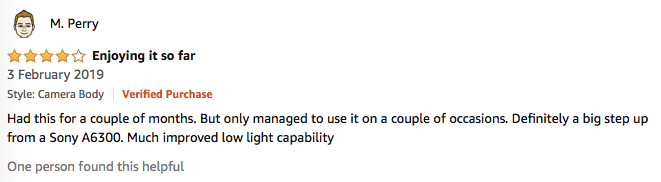 M. Perry
Enjoying it so far
3 February 2019
Style: Camera Body Verified Purchase
Had this for a couple of months. But only managed to use it on a couple of occasions. Definitely a big step up
from a Sony A6300. Much improved low light capability
One person found this helpful